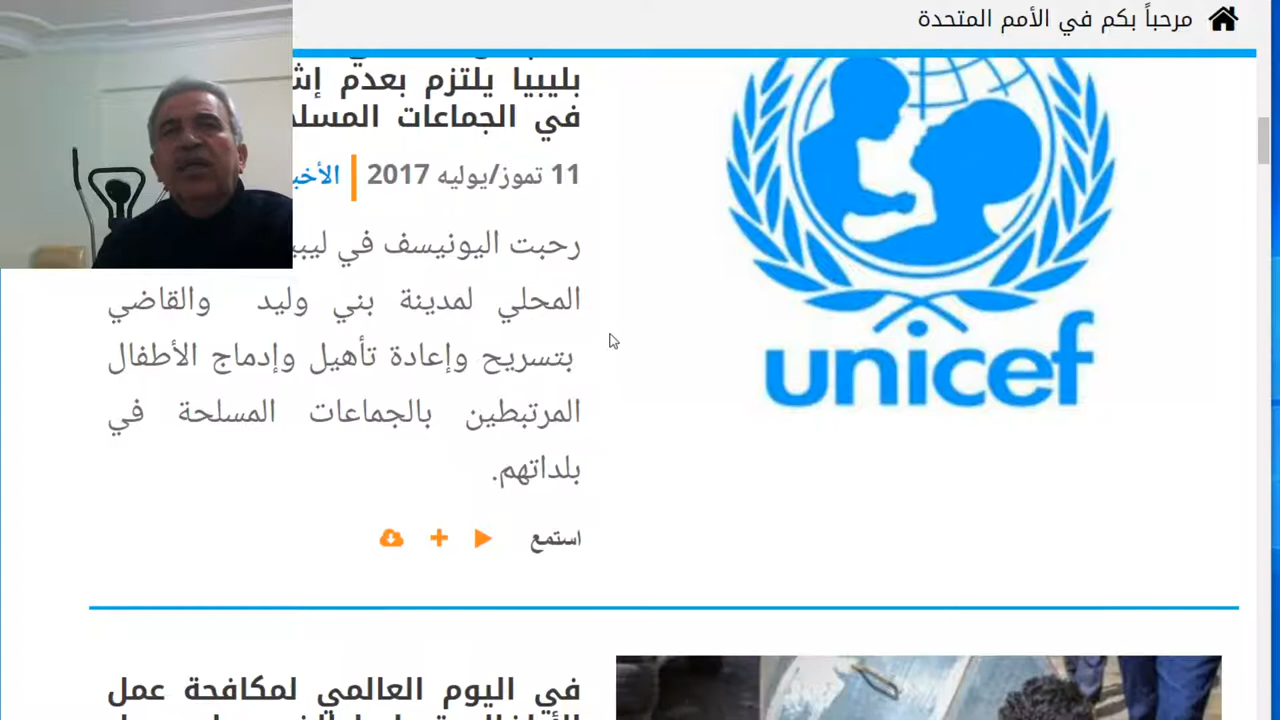 مرحباً بكم في الأمم المتحدة
بليبيا يلتزم بعدم
في الجماعات
11 تموز/يوليه 2017
رحبت اليونيسف في
المحلي لمدينة بني وليد والقاضي
بتسريح وإعادة تأهيل وإدماج الأطفال
المرتبطين بالجماعات المسلحة في
بلداتهم.
استمع
unicef
في اليوم العالمي لمكافحة عمل